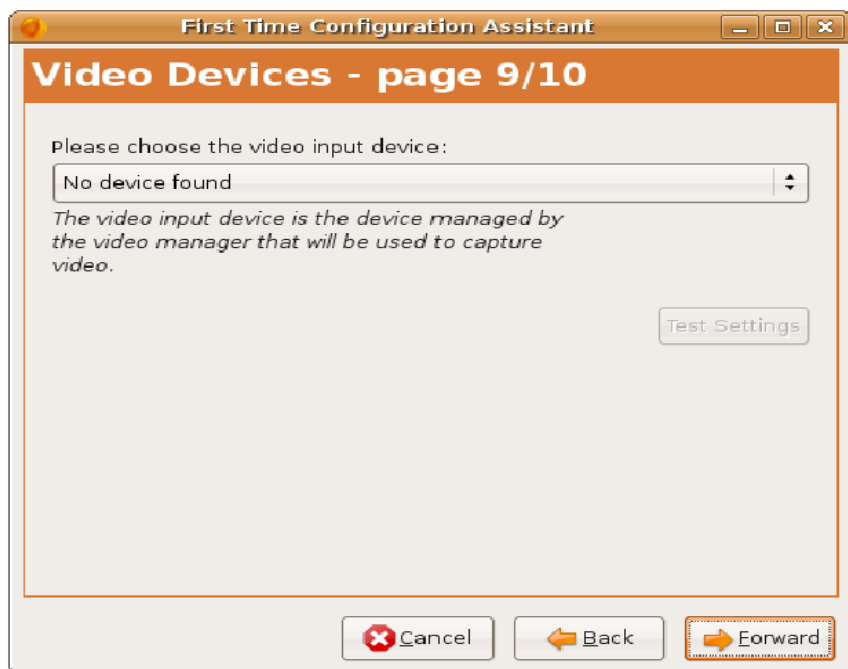 First Time Configuration Assistant
Video Devices - page 9/10
Please choose the video input device:
No device found
The video input device is the device managed by
the video manager that will be used to capture
video.
Test Settings
Cancel
Back
Forward